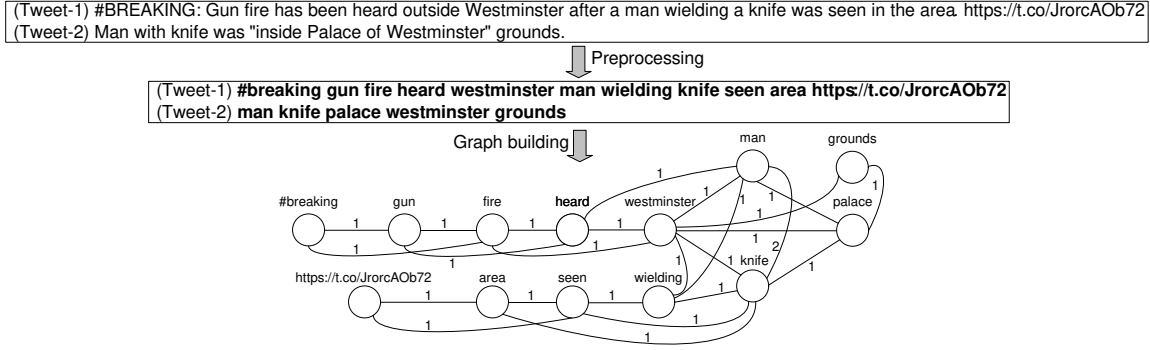 (Tweet-1) #BREAKING: Gun fire has been heard outside Westminster after a man wielding a knife was seen in the area. https://t.co/JrorcAOb72
(Tweet-2) Man with knife was "inside Palace of Westminster" grounds.
Preprocessing
(Tweet-1) #breaking gun fire heard westminster man wielding knife seen area https://t.co/JrorcAOb72
(Tweet-2) man knife palace westminster grounds
Graph building
man grounds
1 1
#breaking gun fire heard westminster 1 1 1 palace
1 1 1 1 1
1 1 1 1 2
1 1 knife
https://t.co/JrorcAOb72 area seen wielding 1
1 1 1 1
1 1
1